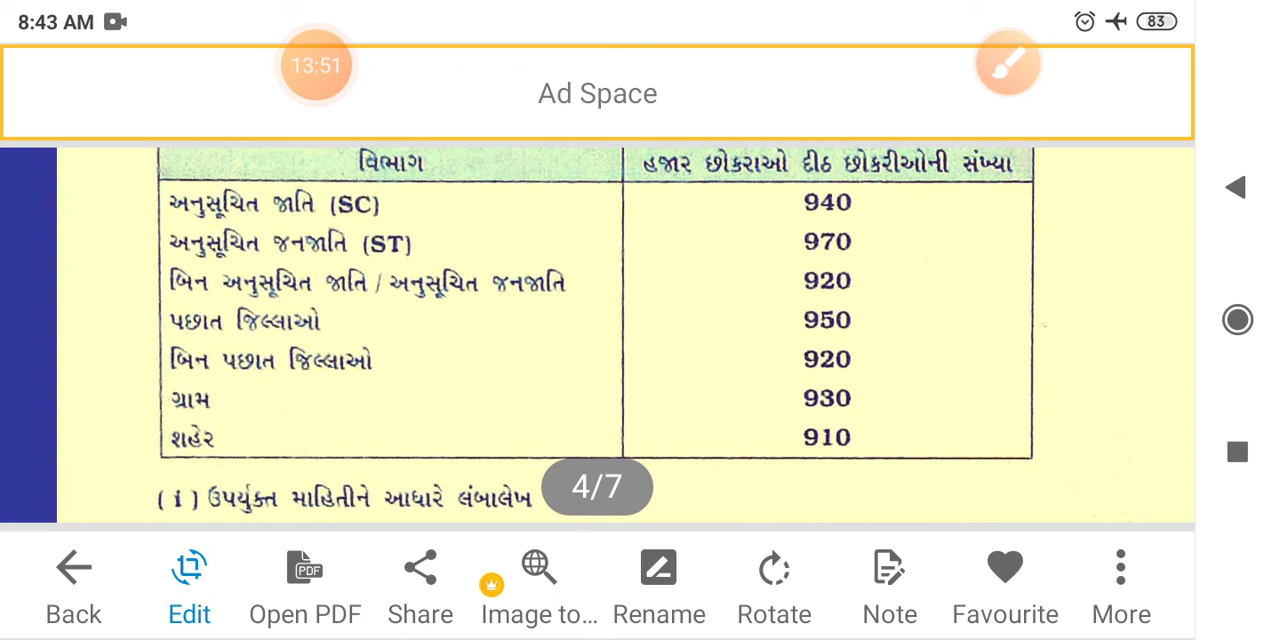 8:43 AM
83
13:51
Ad Space
વિભાગ હજાર છોકરાઓ દીઠ છોકરીઓની સંખ્યા
અનુસૂચિત જાતિ (SC) 940
અનુસૂચિત જનજાતિ (ST) 970
બિન અનુસૂચિત જાતિ / અનુસૂચિત જનજાતિ 920
પછાત જિલ્લાઓ 950
બિન પછાત જિલ્લાઓ 920
ગ્રામ 930
શહેર 910
(i) ઉપર્યુક્ત માહિતીને આધારે લંબાલેખ
4/7
PDF
Back Edit Open PDF Share Image to... Rename Rotate Note Favourite More